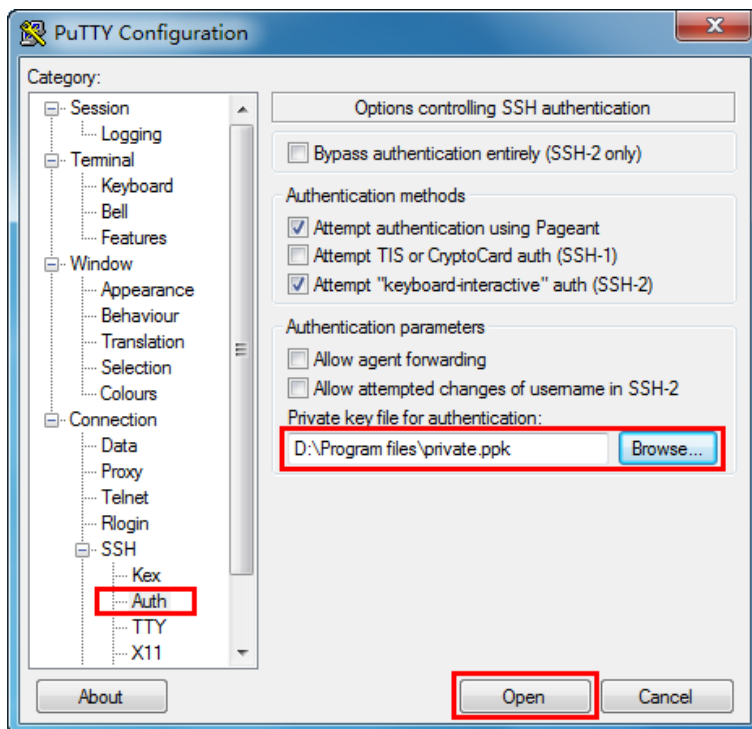 PuTTY Configuration
Category:
Session
Logging
Terminal
Keyboard
Bell
Features
Window
Appearance
Behaviour
Translation
Selection
Colours
Connection
Data
Proxy
Telnet
Rlogin
SSH
Kex
Auth
TTY
X11
Options controlling SSH authentication
Bypass authentication entirely (SSH-2 only)
Authentication methods
Attempt authentication using Pageant
Attempt TIS or CryptoCard auth (SSH-1)
Attempt "keyboard-interactive" auth (SSH-2)
Authentication parameters
Allow agent forwarding
Allow attempted changes of username in SSH-2
Private key file for authentication:
D:\Program files\private.ppk
Browse...
About
Open
Cancel